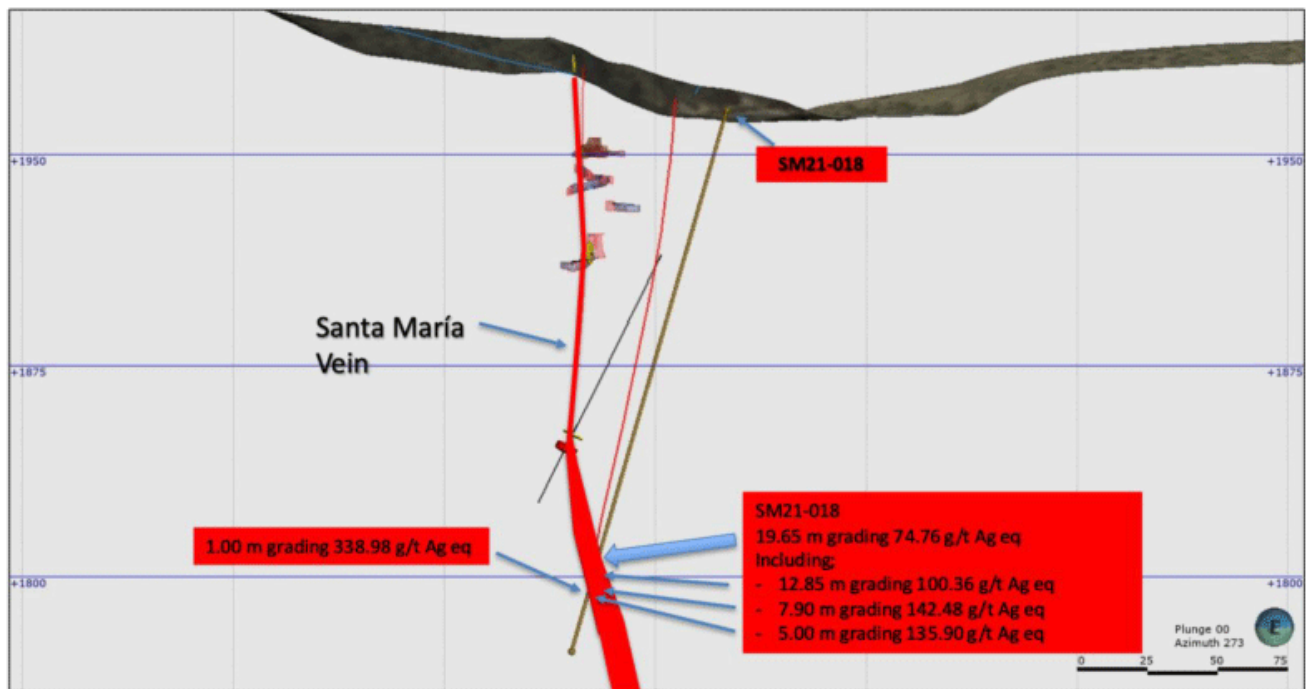 +1950
+1950
SM21-018
Santa María
Vein
+1875
+1875
1.00 m grading 338.98 g/t Ag eq
SM21-018
19.65 m grading 74.76 g/t Ag eq
Including;
- 12.85 m grading 100.36 g/t Ag eq
- 7.90 m grading 142.48 g/t Ag eq
- 5.00 m grading 135.90 g/t Ag eq
+1800
+1800
Plunge 00
Azimuth 273
E
0 25 50 75